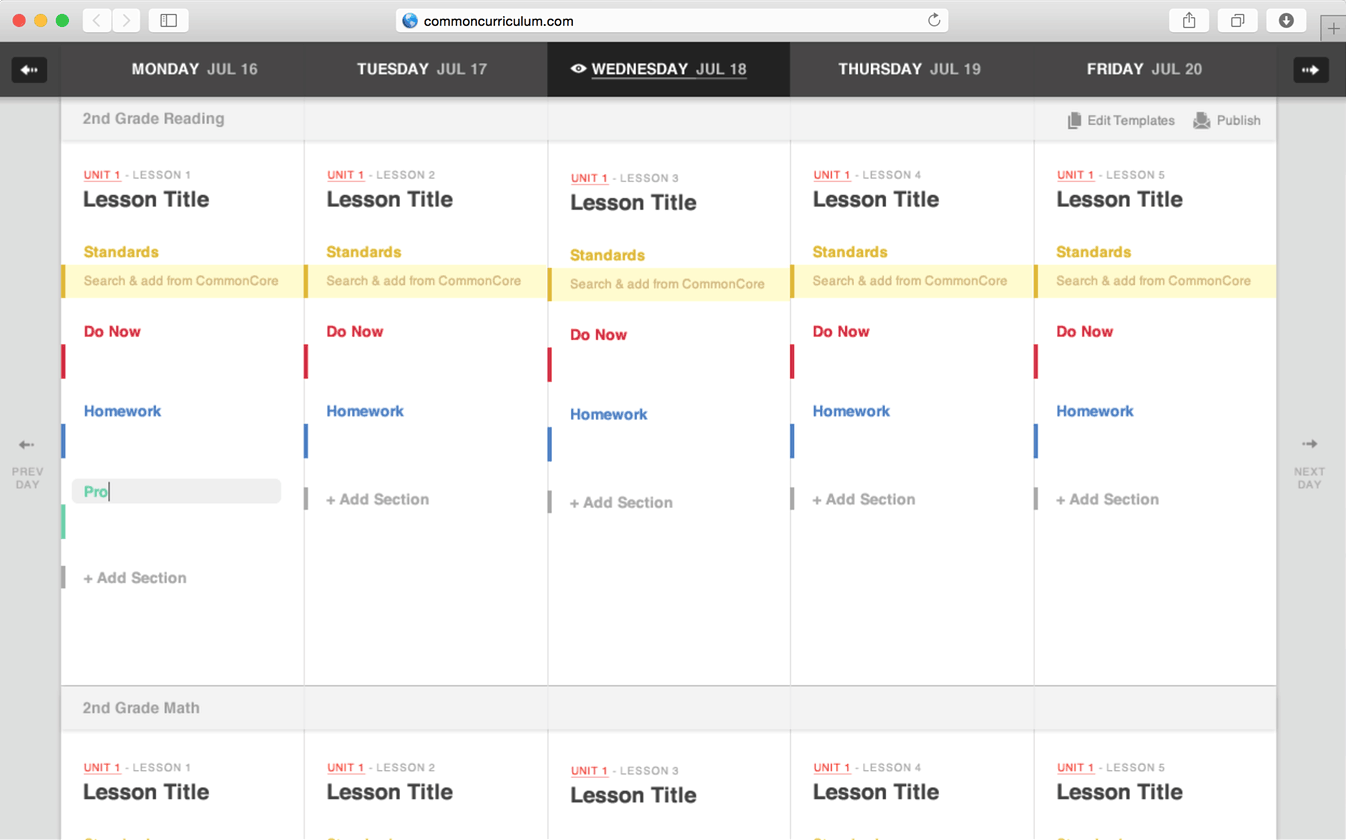 commoncurriculum.com
MONDAY JUL 16 TUESDAY JUL 17 WEDNESDAY JUL 18 THURSDAY JUL 19 FRIDAY JUL 20
2nd Grade Reading Edit Templates Publish
UNIT 1 - LESSON 1 UNIT 1 - LESSON 2 UNIT 1 - LESSON 3 UNIT 1 - LESSON 4 UNIT 1 - LESSON 5
Lesson Title Lesson Title Lesson Title Lesson Title Lesson Title
Standards Standards Standards Standards Standards
Search & add from CommonCore Search & add from CommonCore Search & add from CommonCore Search & add from CommonCore Search & add from CommonCore
Do Now Do Now Do Now Do Now Do Now
Homework Homework Homework Homework Homework
PREV DAY NEXT DAY
Pro + Add Section + Add Section + Add Section + Add Section
+ Add Section
2nd Grade Math
UNIT 1 - LESSON 1 UNIT 1 - LESSON 2 UNIT 1 - LESSON 3 UNIT 1 - LESSON 4 UNIT 1 - LESSON 5
Lesson Title Lesson Title Lesson Title Lesson Title Lesson Title